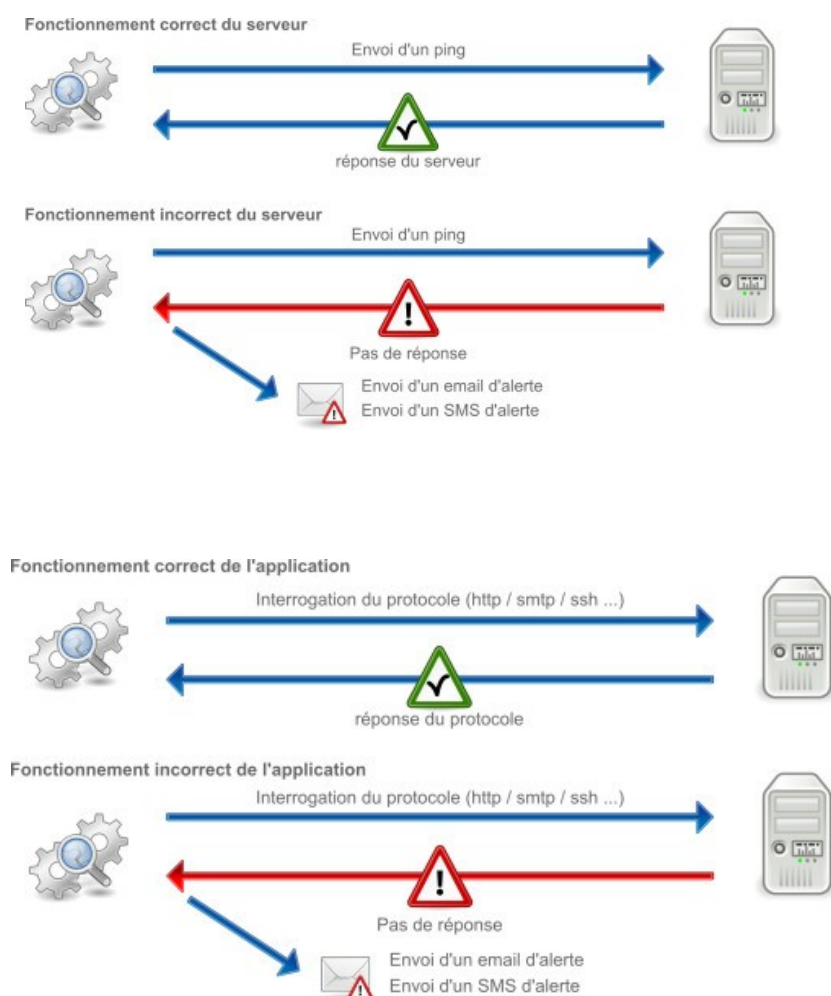 Fonctionnement correct du serveur
Envoi d'un ping
réponse du serveur
Fonctionnement incorrect du serveur
Envoi d'un ping
!
Pas de réponse
!
Envoi d'un email d'alerte
Envoi d'un SMS d'alerte
Fonctionnement correct de l'application
Interrogation du protocole (http / smtp / ssh ...)
réponse du protocole
Fonctionnement incorrect de l'application
Interrogation du protocole (http / smtp / ssh ...)
!
Pas de réponse
!
Envoi d'un email d'alerte
Envoi d'un SMS d'alerte